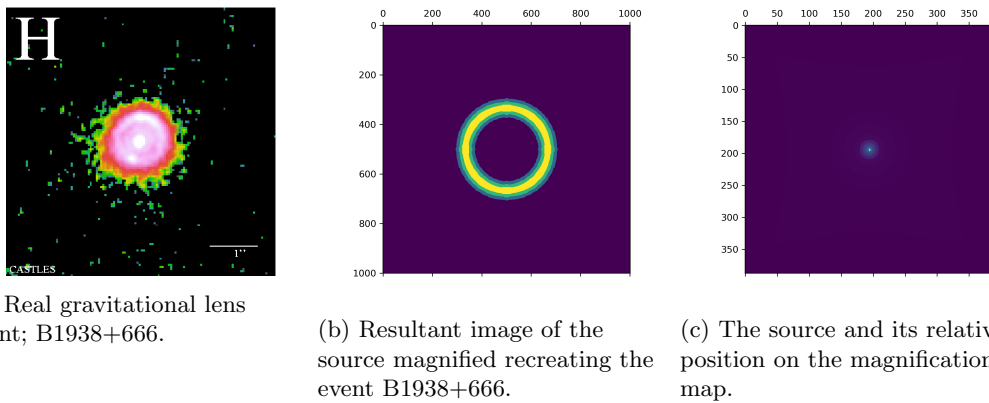 H
1''
CASTLES
Real gravitational lens
nt; B1938+666.
0 200 400 600 800 1000
0
200
400
600
800
1000
(b) Resultant image of the
source magnified recreating the
event B1938+666.
0 50 100 150 200 250 300 350
0
50
100
150
200
250
300
350
(c) The source and its relativ
position on the magnification
map.